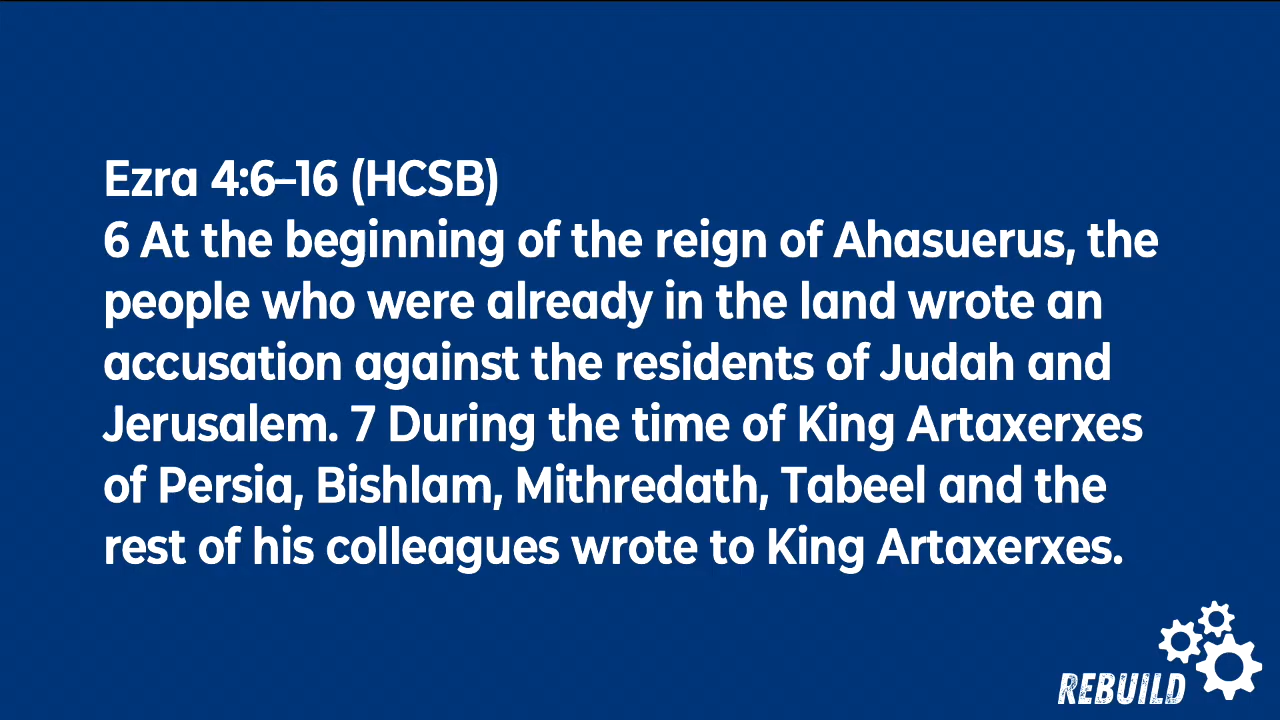 Ezra 4:6–16 (HCSB)
6 At the beginning of the reign of Ahasuerus, the
people who were already in the land wrote an
accusation against the residents of Judah and
Jerusalem. 7 During the time of King Artaxerxes
of Persia, Bishlam, Mithredath, Tabeel and the
rest of his colleagues wrote to King Artaxerxes.
REBUILD